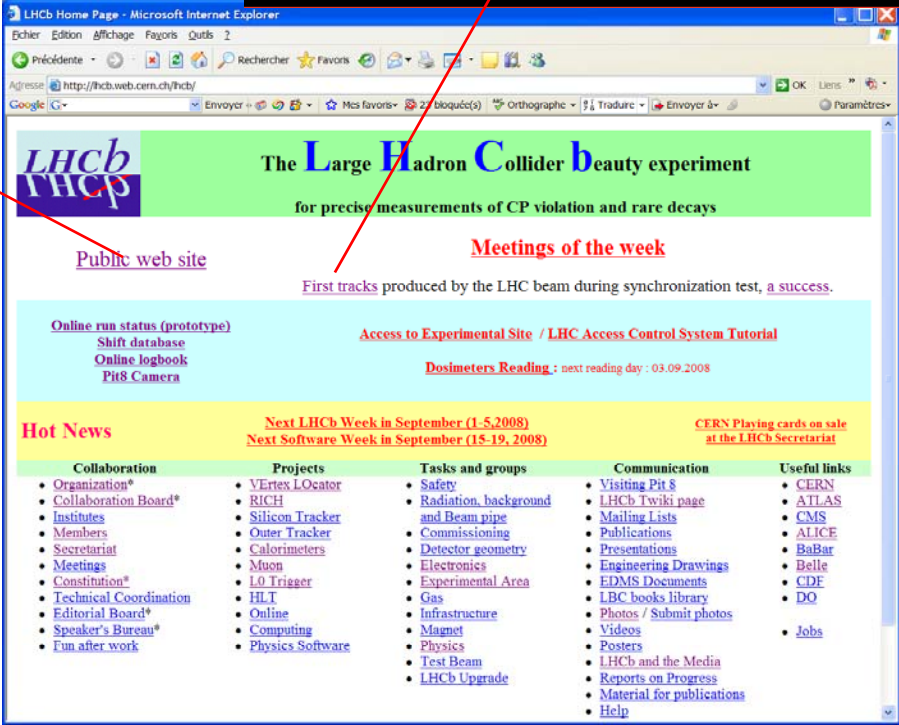 LHCb Home Page - Microsoft Internet Explorer
Fichier Edition Affichage Favoris Outils ?
Précédente Rechercher Favoris
Adresse http://lhcb.web.cern.ch/lhcb/ OK Liens »
Google G Envoyer Mes favoris 23 bloquée(s) Orthographe Traduire Envoyer à Paramètres
LHCb
The Large Hadron Collider beauty experiment
for precise measurements of CP violation and rare decays
Public web site
Meetings of the week
First tracks produced by the LHC beam during synchronization test, a success.
Online run status (prototype)
Shift database
Online logbook
Pit8 Camera
Access to Experimental Site / LHC Access Control System Tutorial
Dosimeters Reading : next reading day : 03.09.2008
Hot News
Next LHCb Week in September (1-5,2008)
Next Software Week in September (15-19, 2008)
CERN Playing cards on sale
at the LHCb Secretariat
Collaboration
• Organization*
• Collaboration Board*
• Institutes
• Members
• Secretariat
• Meetings
• Constitution*
• Technical Coordination
• Editorial Board*
• Speaker's Bureau*
• Fun after work
Projects
• VErtex LOcator
• RICH
• Silicon Tracker
• Outer Tracker
• Calorimeters
• Muon
• L0 Trigger
• HLT
• Online
• Computing
• Physics Software
Tasks and groups
• Safety
• Radiation, background
and Beam pipe
• Commissioning
• Detector geometry
• Electronics
• Experimental Area
• Gas
• Infrastructure
• Magnet
• Physics
• Test Beam
• LHCb Upgrade
Communication
• Visiting Pit 8
• LHCb Twiki page
• Mailing Lists
• Publications
• Presentations
• Engineering Drawings
• EDMS Documents
• LBC books library
• Photos / Submit photos
• Videos
• Posters
• LHCb and the Media
• Reports on Progress
• Material for publications
• Help
Useful links
• CERN
• ATLAS
• CMS
• ALICE
• BaBar
• Belle
• CDF
• DO
• Jobs